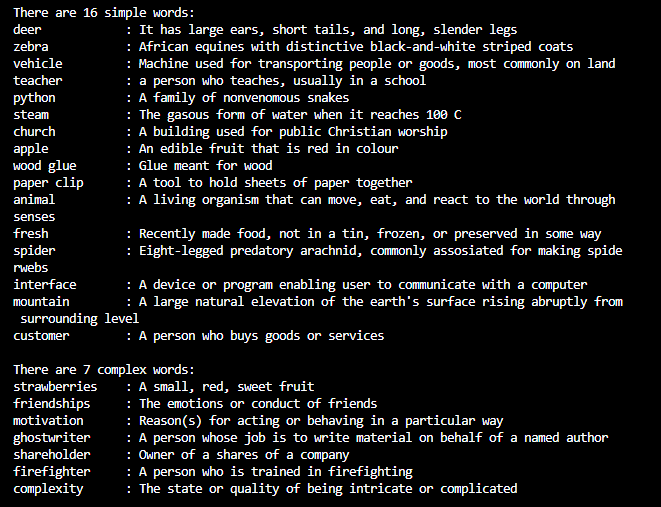 There are 16 simple words:
deer : It has large ears, short tails, and long, slender legs
zebra : African equines with distinctive black-and-white striped coats
vehicle : Machine used for transporting people or goods, most commonly on land
teacher : a person who teaches, usually in a school
python : A family of nonvenomous snakes
steam : The gasous form of water when it reaches 100 C
church : A building used for public Christian worship
apple : An edible fruit that is red in colour
wood glue : Glue meant for wood
paper clip : A tool to hold sheets of paper together
animal : A living organism that can move, eat, and react to the world through
senses
fresh : Recently made food, not in a tin, frozen, or preserved in some way
spider : Eight-legged predatory arachnid, commonly assosiated for making spide
rwebs
interface : A device or program enabling user to communicate with a computer
mountain : A large natural elevation of the earth's surface rising abruptly from
surrounding level
customer : A person who buys goods or services

There are 7 complex words:
strawberries : A small, red, sweet fruit
friendships : The emotions or conduct of friends
motivation : Reason(s) for acting or behaving in a particular way
ghostwriter : A person whose job is to write material on behalf of a named author
shareholder : Owner of a shares of a company
firefighter : A person who is trained in firefighting
complexity : The state or quality of being intricate or complicated